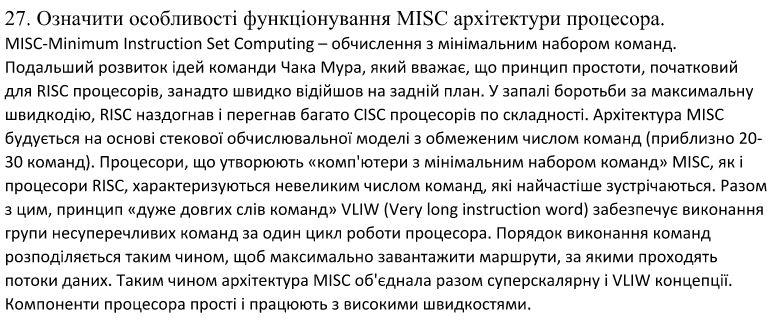 27. Означити особливості функціонування MISC архітектури процесора.
MISC-Minimum Instruction Set Computing – обчислення з мінімальним набором команд.
Подальший розвиток ідей команди Чака Мура, який вважає, що принцип простоти, початковий
для RISC процесорів, занадто швидко відійшов на задній план. У запалі боротьби за максимальну
швидкодію, RISC наздогнав і перегнав багато CISC процесорів по складності. Архітектура MISC
будується на основі стекової обчислювальної моделі з обмеженим числом команд (приблизно 20-
30 команд). Процесори, що утворюють «комп'ютери з мінімальним набором команд» MISC, як і
процесори RISC, характеризуються невеликим числом команд, які найчастіше зустрічаються. Разом
з цим, принцип «дуже довгих слів команд» VLIW (Very long instruction word) забезпечує виконання
групи несуперечливих команд за один цикл роботи процесора. Порядок виконання команд
розподіляється таким чином, щоб максимально завантажити маршрути, за якими проходять
потоки даних. Таким чином архітектура MISC об'єднала разом суперскалярну і VLIW концепції.
Компоненти процесора прості і працюють з високими швидкостями.